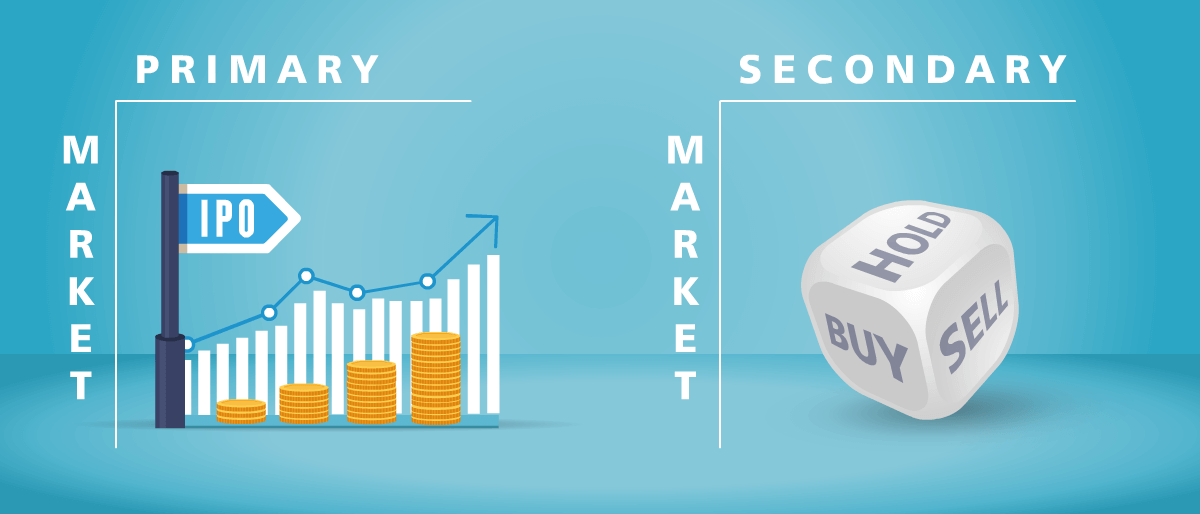 PRIMARY
MARKET
IPO
SECONDARY
MARKET
HOLD
BUY
SELL